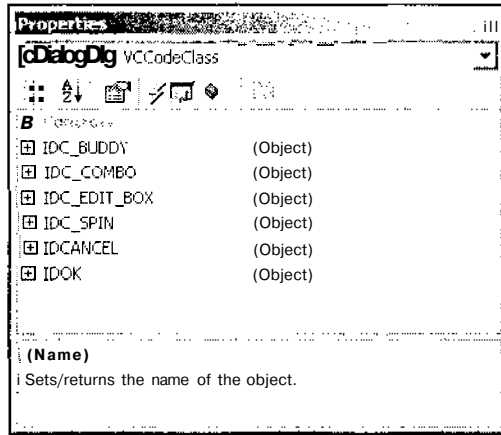 Properties
[cDialogDlg VCCodeClass
B
IDC_BUDDY (Object)
IDC_COMBO (Object)
IDC_EDIT_BOX (Object)
IDC_SPIN (Object)
IDCANCEL (Object)
IDOK (Object)
(Name)
i Sets/returns the name of the object.